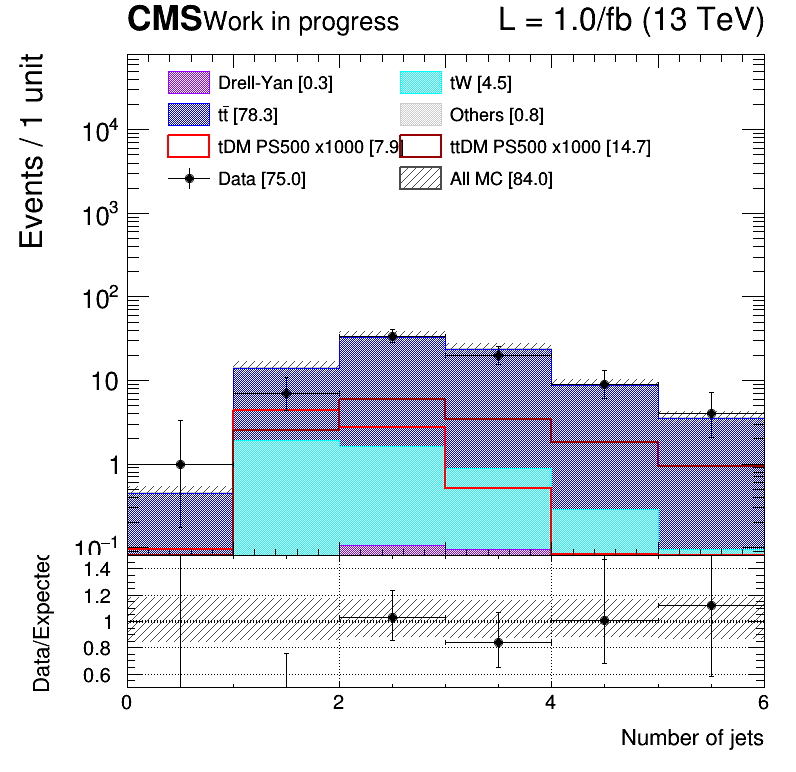 CMS Work in progress L = 1.0/fb (13 TeV)
Events / 1 unit
Drell-Yan [0.3] tW [4.5]
tt̄ [78.3] Others [0.8]
tDM PS500 x1000 [7.9 ttDM PS500 x1000 [14.7]
Data [75.0] All MC [84.0]
10⁴
10³
10²
10
1
10⁻¹
Data/Expected
1.4
1.2
1
0.8
0.6
0 2 4 6
Number of jets